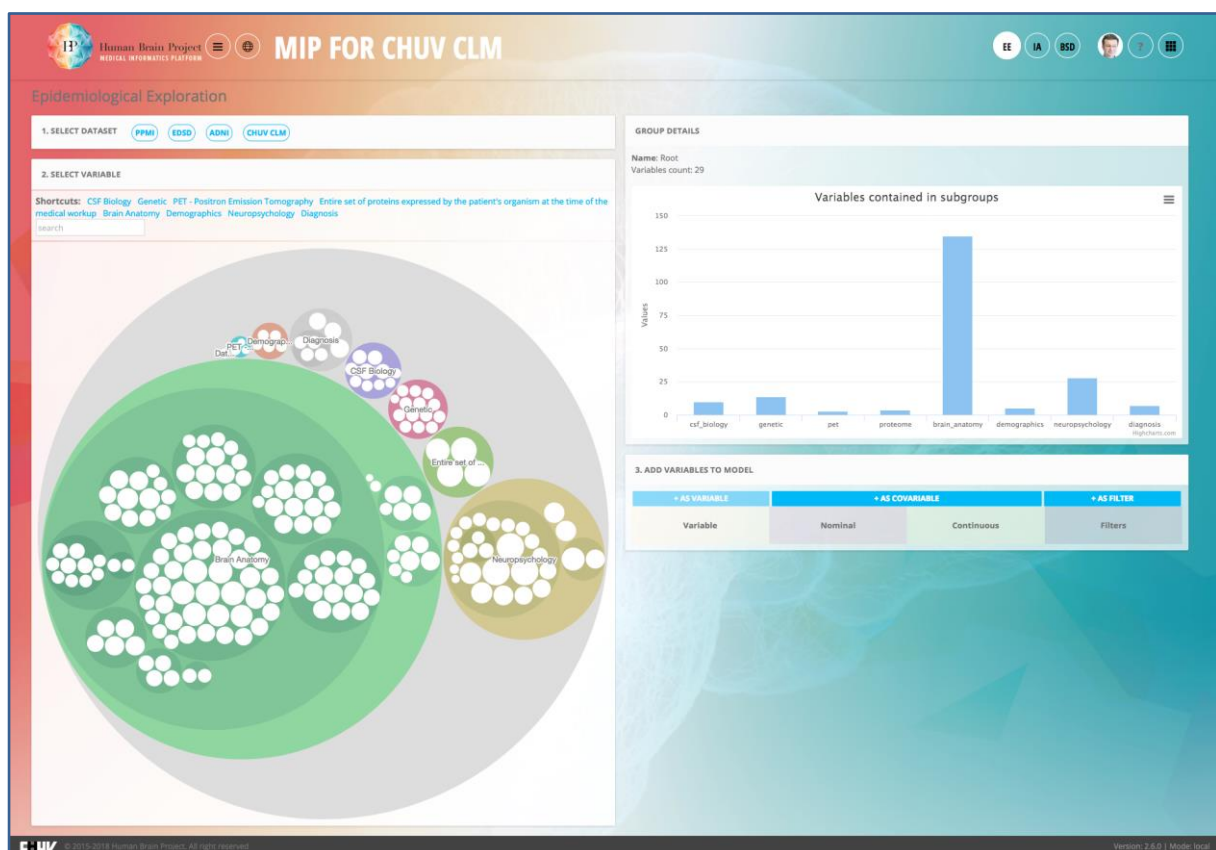 HP
Human Brain Project
MEDICAL INFORMATICS PLATFORM
MIP FOR CHUV CLM
EE IA BSD ?
Epidemiological Exploration
1. SELECT DATASET PPMI EDSD ADNI CHUV CLM
2. SELECT VARIABLE
Shortcuts: CSF Biology Genetic PET - Positron Emission Tomography Entire set of proteins expressed by the patient's organism at the time of the
medical workup Brain Anatomy Demographics Neuropsychology Diagnosis
search
Diagnosis
Demograp...
PET -...
Dat...
CSF Biology
Genetic
Entire set of ...
Brain Anatomy
Neuropsychology
GROUP DETAILS
Name: Root
Variables count: 29
Variables contained in subgroups
150
125
100
75
50
25
0
Values
csf_biology genetic pet proteome brain_anatomy demographics neuropsychology diagnosis
Highcharts.com
3. ADD VARIABLES TO MODEL
+ AS VARIABLE + AS COVARIABLE + AS FILTER
Variable Nominal Continuous Filters
© 2015-2018 Human Brain Project. All right reserved
Version: 2.6.0 | Mode: local